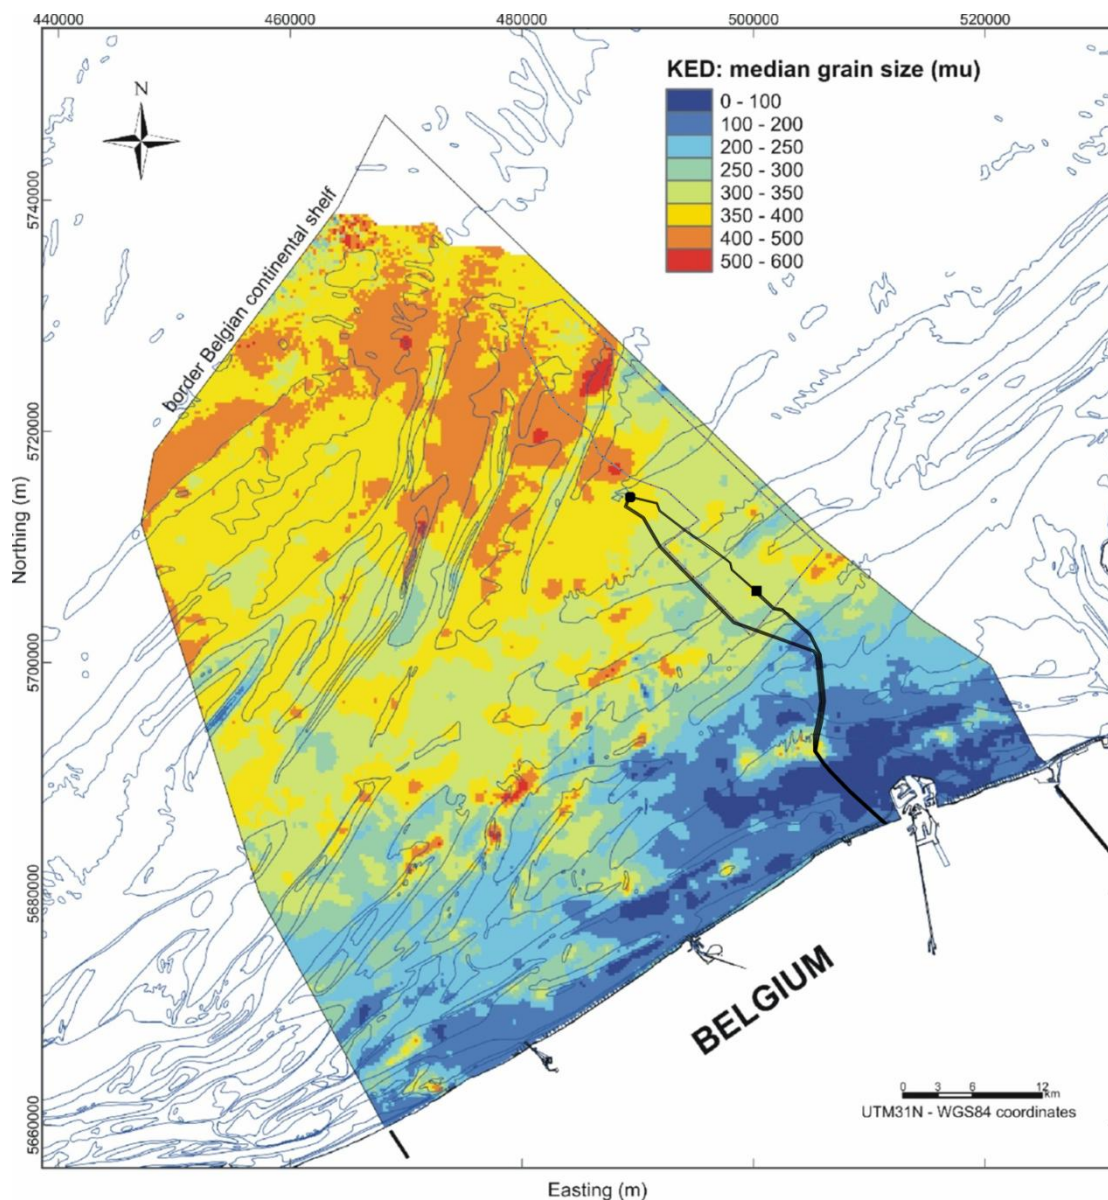 440000 460000 480000 500000 520000
KED: median grain size (mu)
0 - 100
100 - 200
200 - 250
250 - 300
300 - 350
350 - 400
400 - 500
500 - 600
N
border Belgian continental shelf
5740000
5720000
5700000
5680000
5660000
Northing (m)
BELGIUM
0 3 6 12
km
UTM31N - WGS84 coordinates
Easting (m)